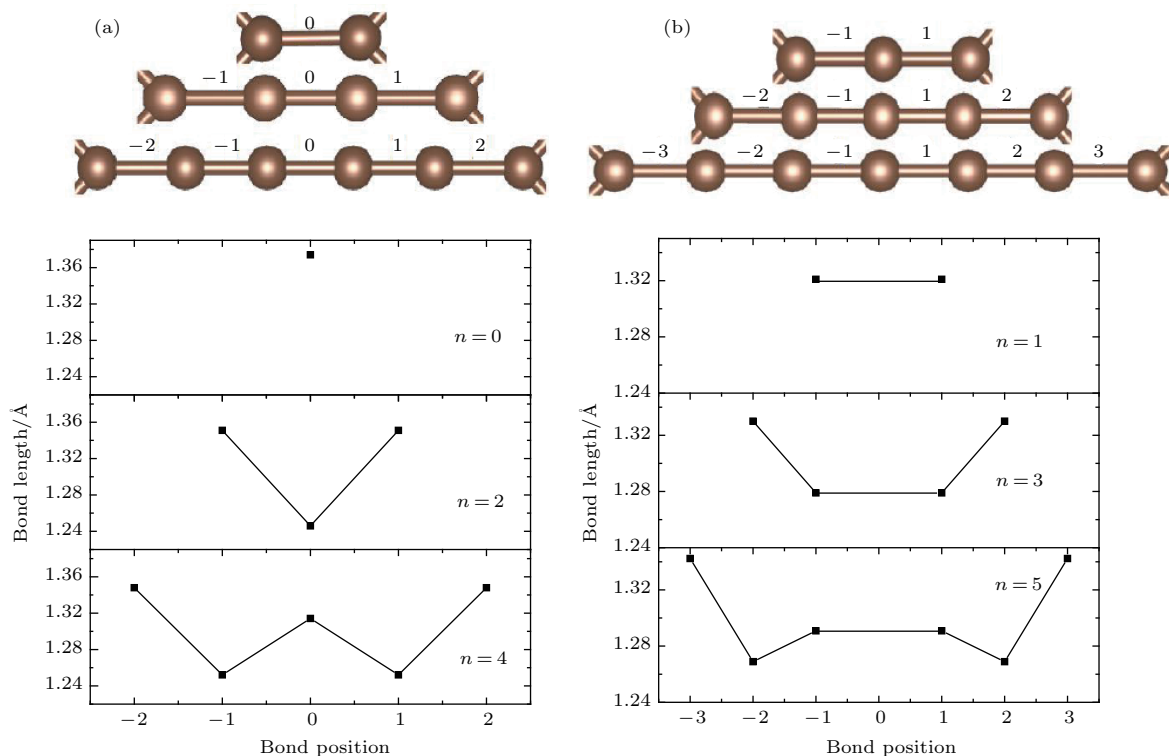 (a)
0
−1 0 1
−2 −1 0 1 2
1.36
1.32
1.28
n = 0
1.24
1.36
1.32
1.28
n = 2
1.24
1.36
1.32
1.28
n = 4
1.24
−2 −1 0 1 2
Bond position
Bond length/Å
(b)
−1 1
−2 −1 1 2
−3 −2 −1 1 2 3
1.32
1.28
n = 1
1.24
1.32
1.28
n = 3
1.24
n = 5
1.32
1.28
1.24
−3 −2 −1 0 1 2 3
Bond position
Bond length/Å